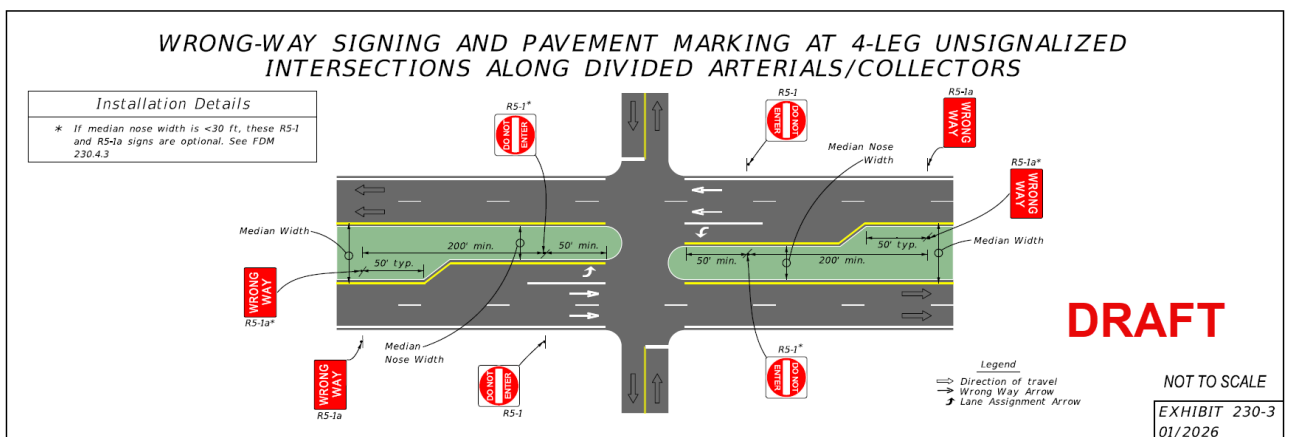 WRONG-WAY SIGNING AND PAVEMENT MARKING AT 4-LEG UNSIGNALIZED
INTERSECTIONS ALONG DIVIDED ARTERIALS/COLLECTORS
Installation Details
* If median nose width is <30 ft, these R5-1
and R5-1a signs are optional. See FDM
230.4.3
R5-1*
DO NOT
ENTER
R5-1
DO NOT
ENTER
R5-1a
WRONG
WAY
Median Nose
Width
R5-1a*
WRONG
WAY
Median Width
200' min.
50' min.
50' typ.
50' typ.
50' min.
200' min.
Median Width
WRONG
WAY
R5-1a*
Median
Nose Width
WRONG
WAY
R5-1a
DO NOT
ENTER
R5-1
R5-1*
DO NOT
ENTER
DRAFT
Legend
Direction of travel
Wrong Way Arrow
Lane Assignment Arrow
NOT TO SCALE
EXHIBIT 230-3
01/2026